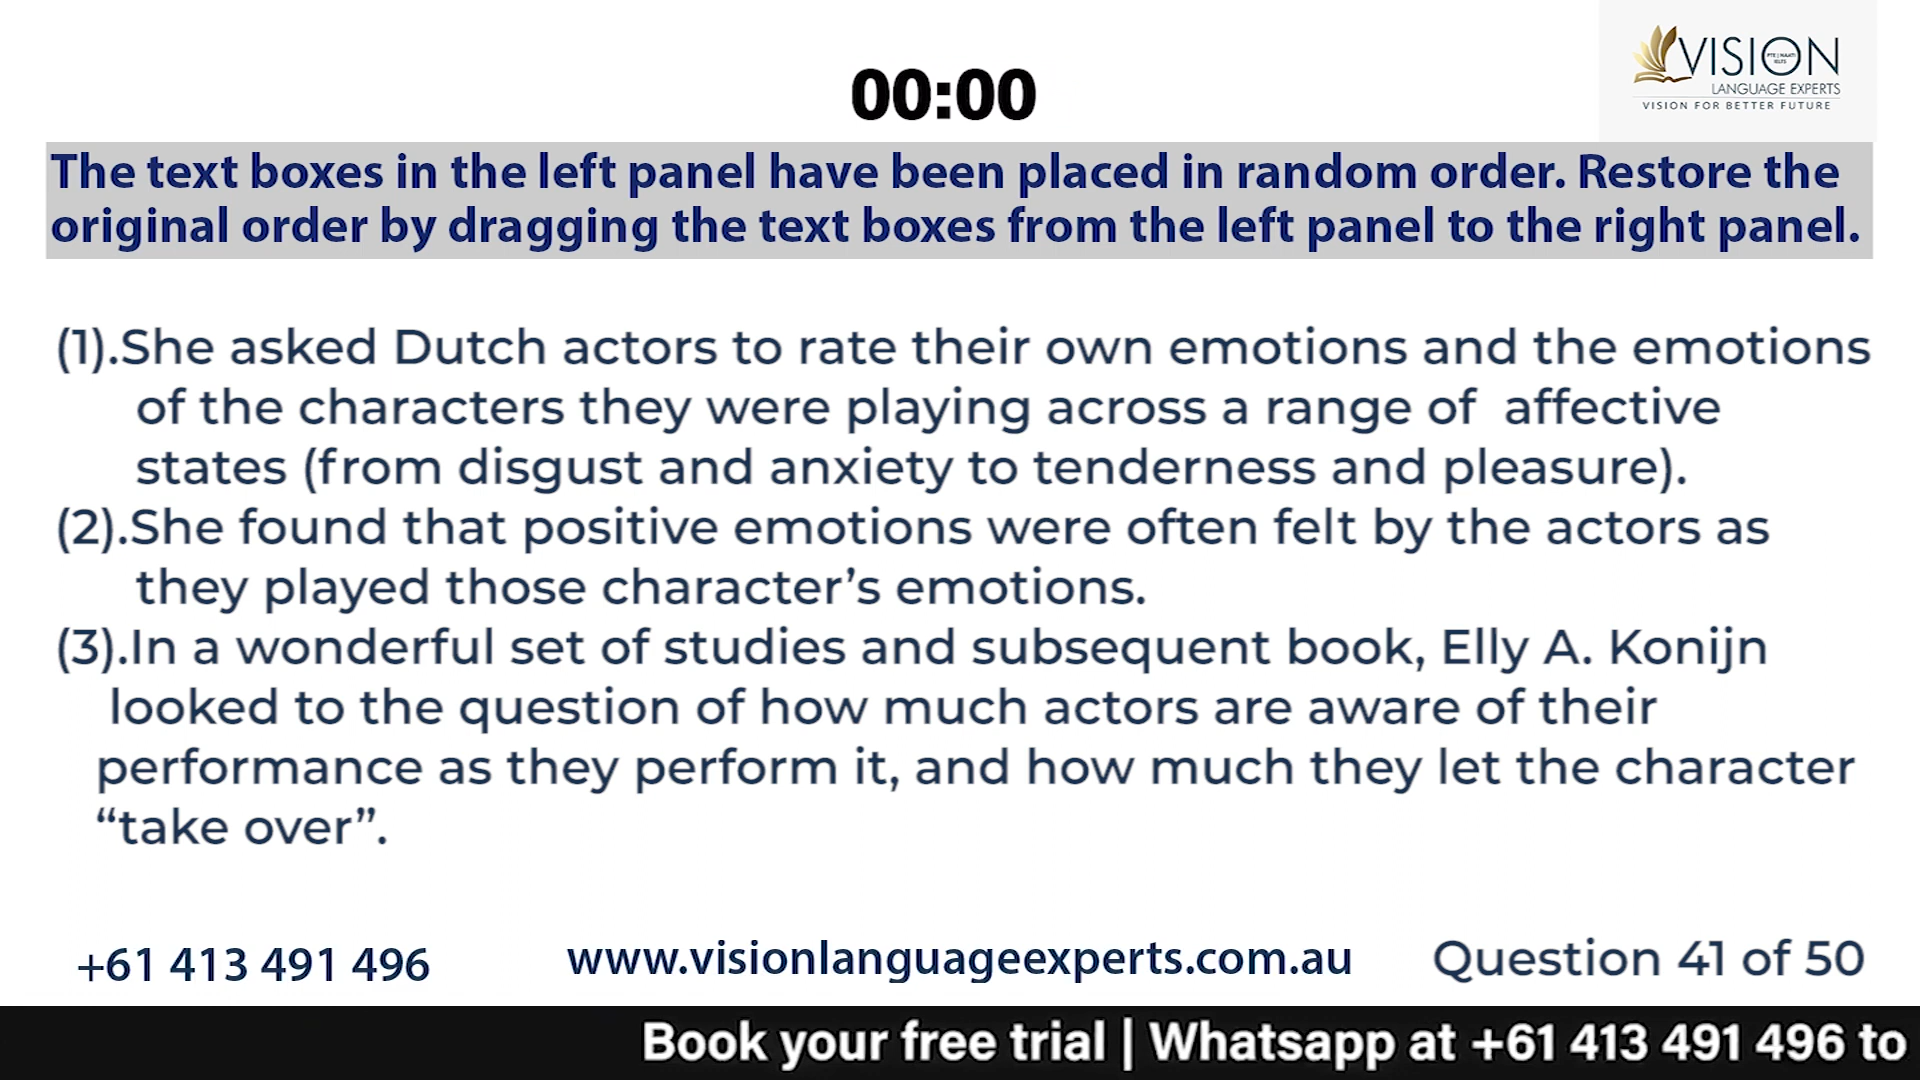 VISION
PTE | NAATI
IELTS
LANGUAGE EXPERTS
VISION FOR BETTER FUTURE
00:00
The text boxes in the left panel have been placed in random order. Restore the
original order by dragging the text boxes from the left panel to the right panel.
(1).She asked Dutch actors to rate their own emotions and the emotions
of the characters they were playing across a range of affective
states (from disgust and anxiety to tenderness and pleasure).
(2).She found that positive emotions were often felt by the actors as
they played those character’s emotions.
(3).In a wonderful set of studies and subsequent book, Elly A. Konijn
looked to the question of how much actors are aware of their
performance as they perform it, and how much they let the character
“take over”.
+61 413 491 496
www.visionlanguageexperts.com.au
Question 41 of 50
Book your free trial | Whatsapp at +61 413 491 496 to